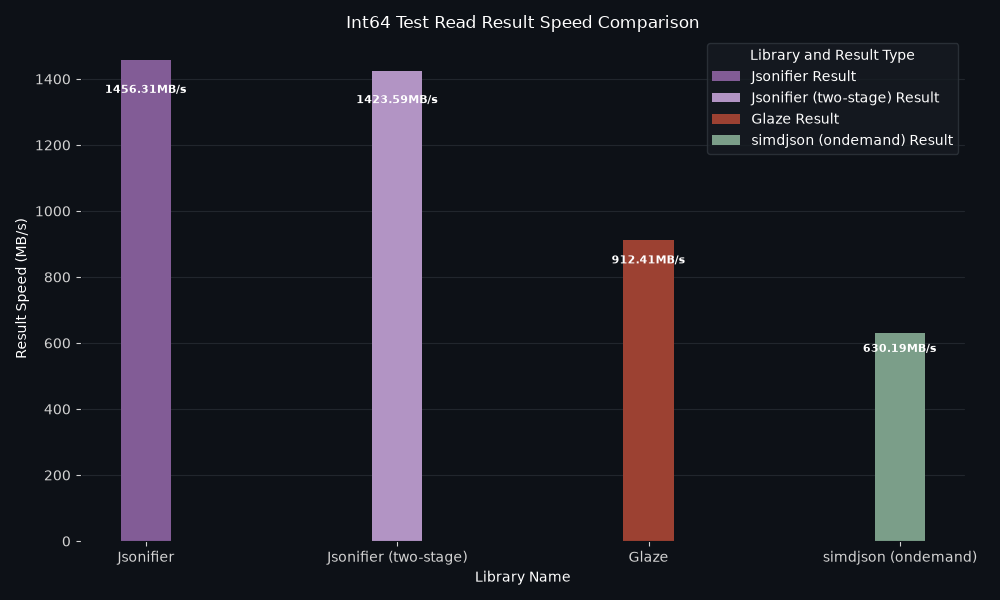 Int64 Test Read Result Speed Comparison
Library and Result Type
Jsonifier Result
Jsonifier (two-stage) Result
Glaze Result
simdjson (ondemand) Result
Result Speed (MB/s)
1400
1200
1000
800
600
400
200
0
1456.31MB/s
1423.59MB/s
912.41MB/s
630.19MB/s
Jsonifier
Jsonifier (two-stage)
Glaze
simdjson (ondemand)
Library Name